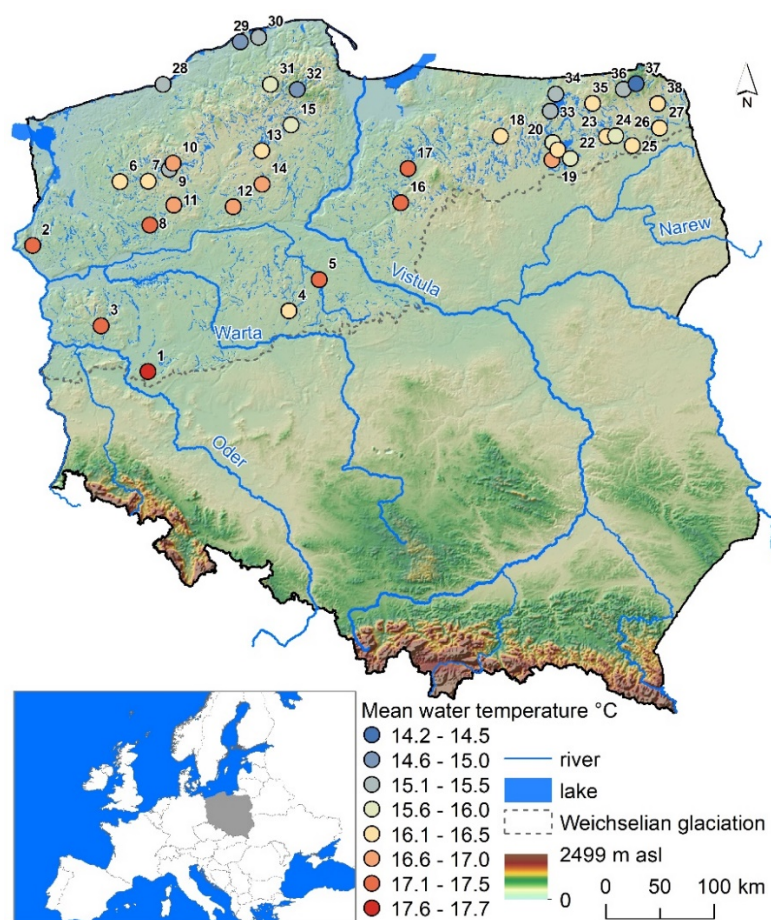 30
29
37
28
31
32
34
35
36
38
33
15
18
20
23
24
26
27
10
13
22
25
6
7
9
17
19
14
16
11
12
8
2
N
Narew
5
Vistula
4
3
Warta
1
Oder
Mean water temperature °C
14.2 - 14.5
14.6 - 15.0
15.1 - 15.5
15.6 - 16.0
16.1 - 16.5
16.6 - 17.0
17.1 - 17.5
17.6 - 17.7
river
lake
Weichselian glaciation
2499 m asl
0
0 50 100 km